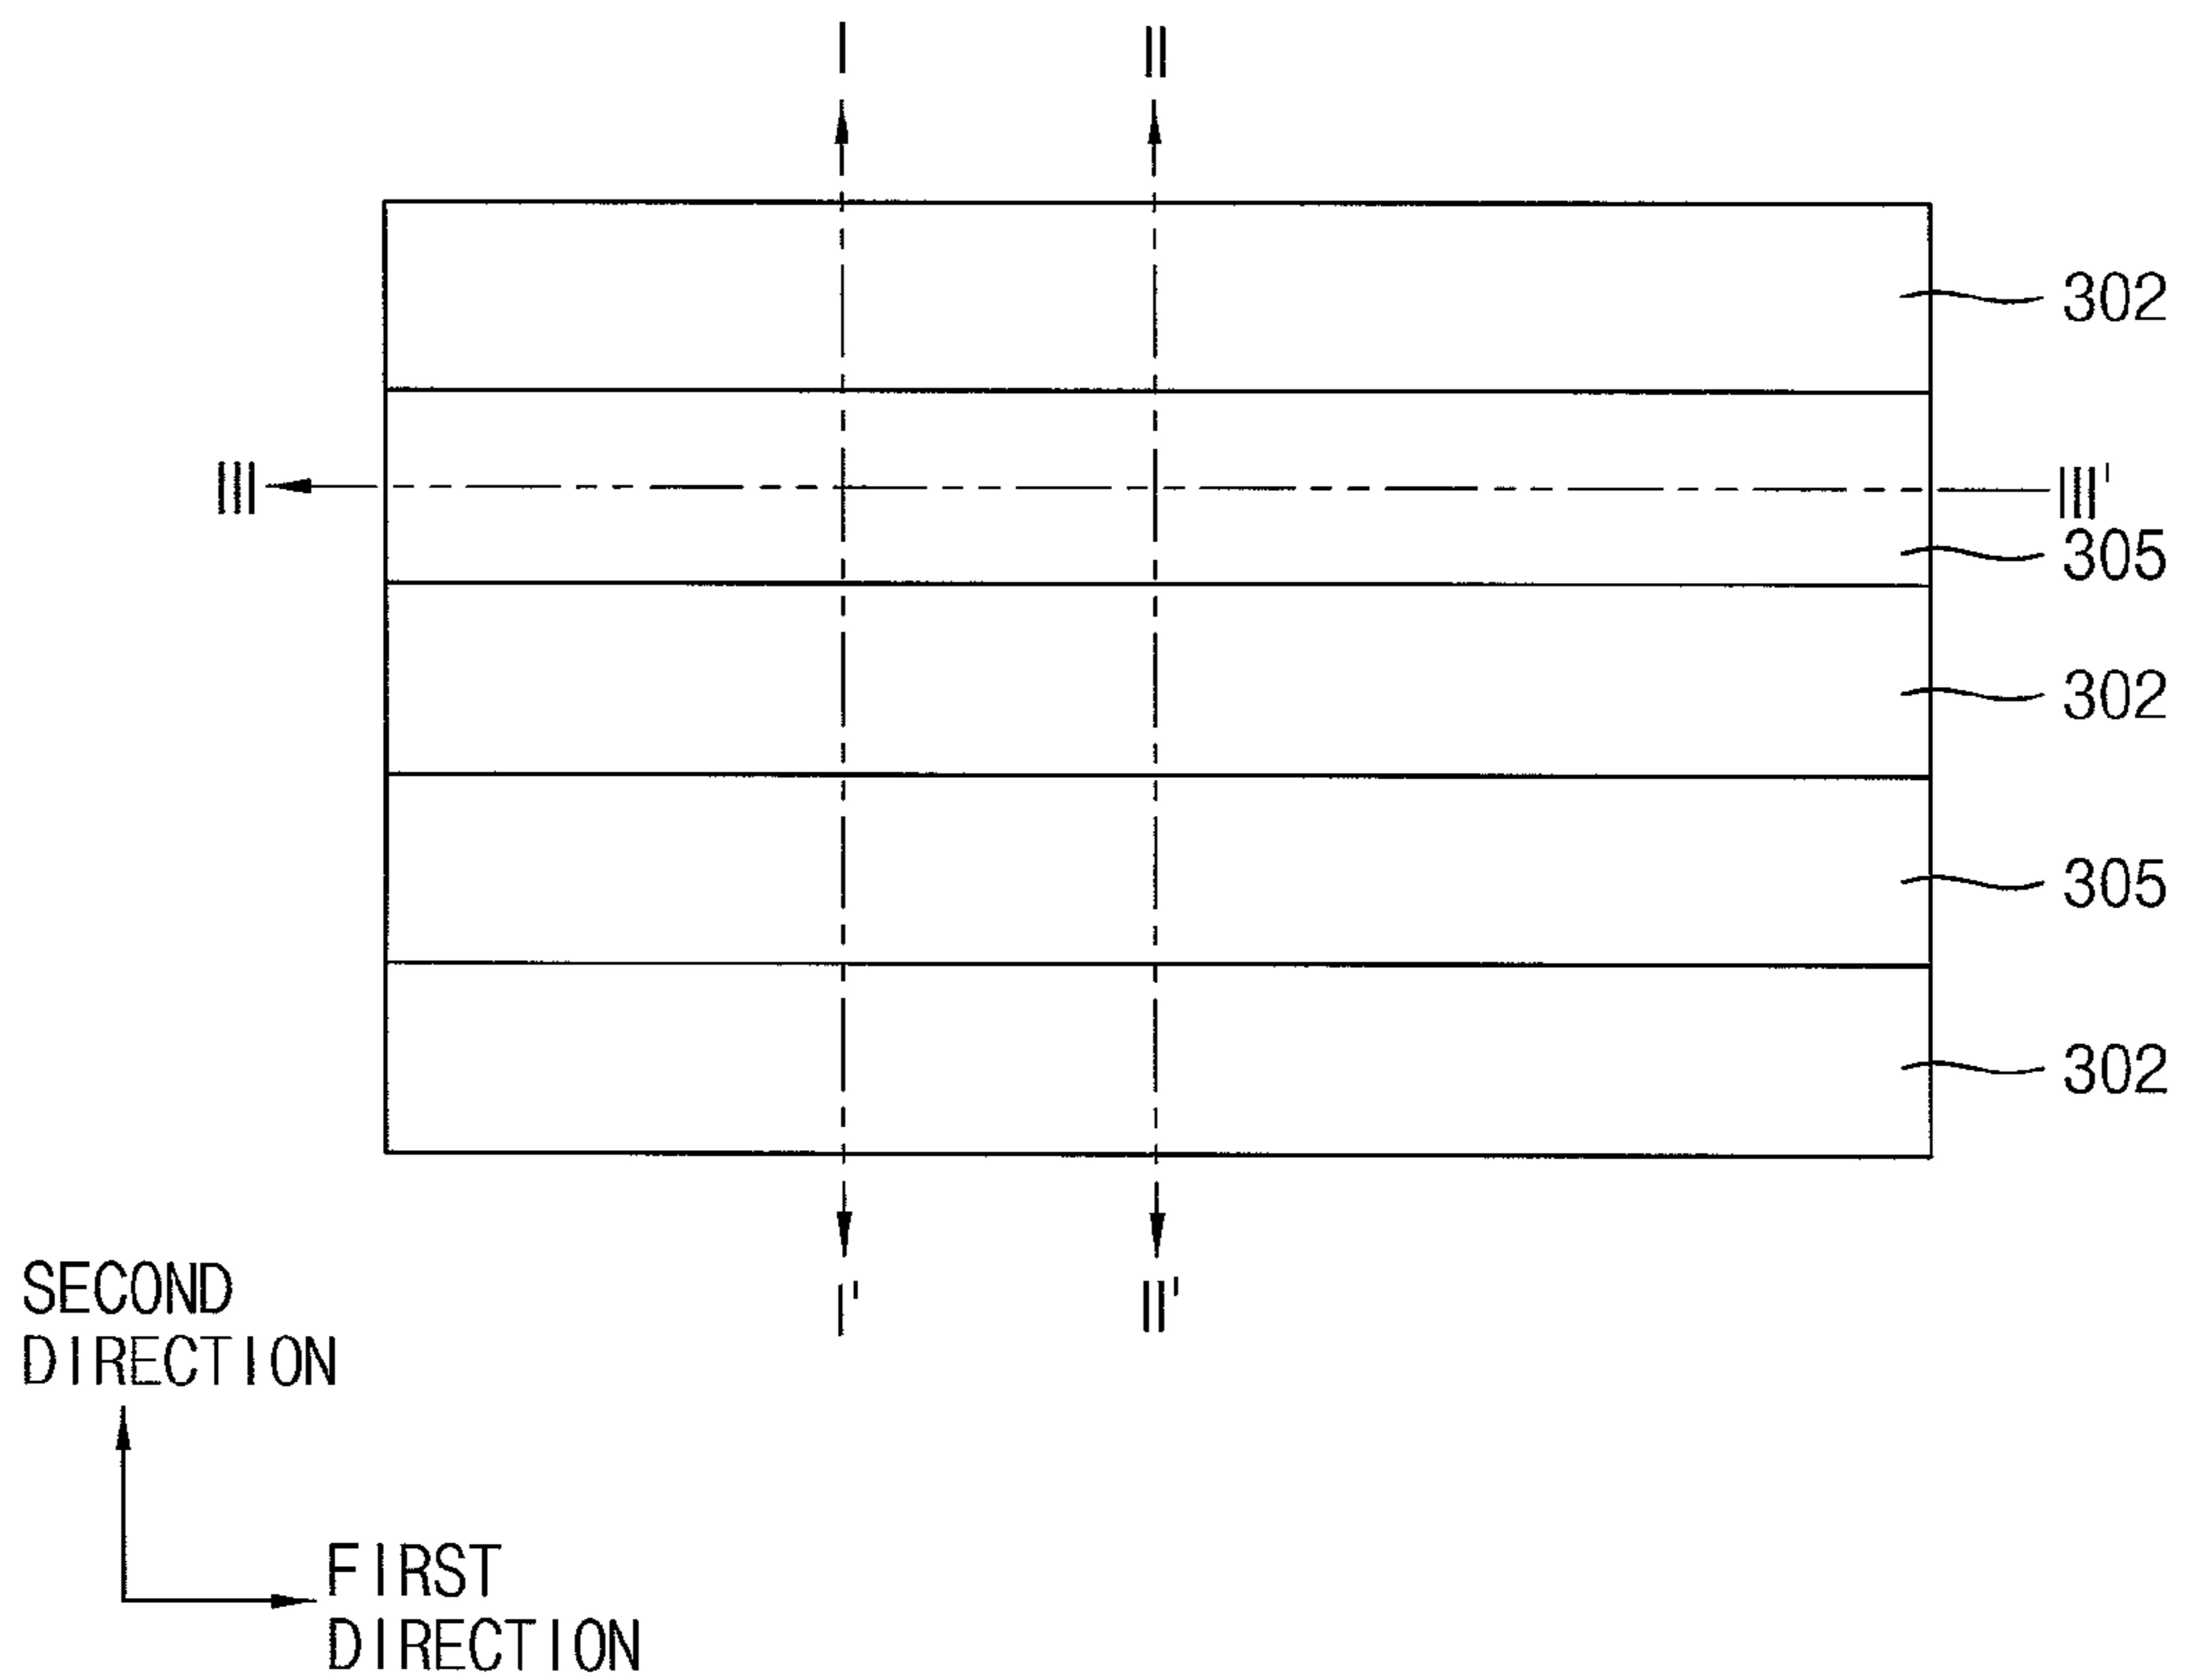 I
II
302
III
III'
305
302
305
302
I'
II'
SECOND
DIRECTION
FIRST
DIRECTION